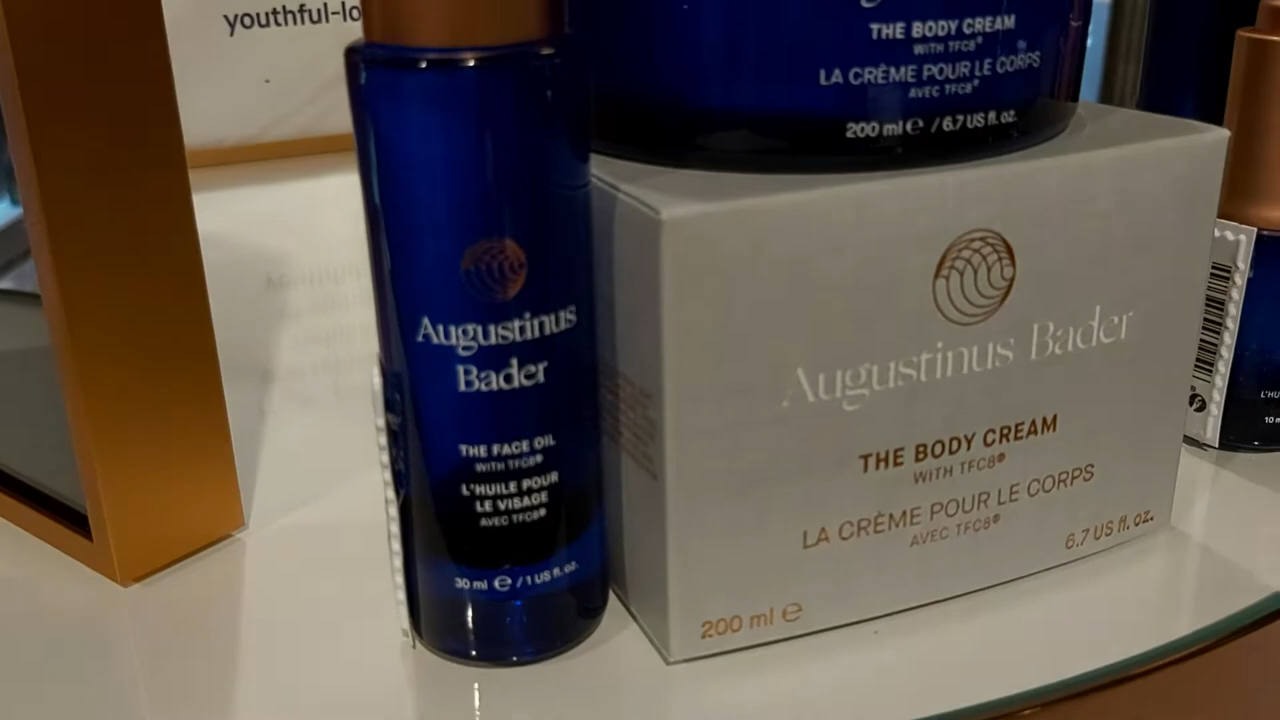 youthful-lo
Augustinus
Bader
THE FACE OIL
WITH TFC8®
L'HUILE POUR
LE VISAGE
AVEC TFC8®
30 ml ℮ / 1 US fl. oz.
THE BODY CREAM
WITH TFC8®
LA CRÈME POUR LE CORPS
AVEC TFC8®
200 ml ℮ / 6.7 US fl. oz.
Augustinus Bader
THE BODY CREAM
WITH TFC8®
LA CRÈME POUR LE CORPS
AVEC TFC8®
6.7 US fl. oz.
200 ml ℮
L'HU
10 m